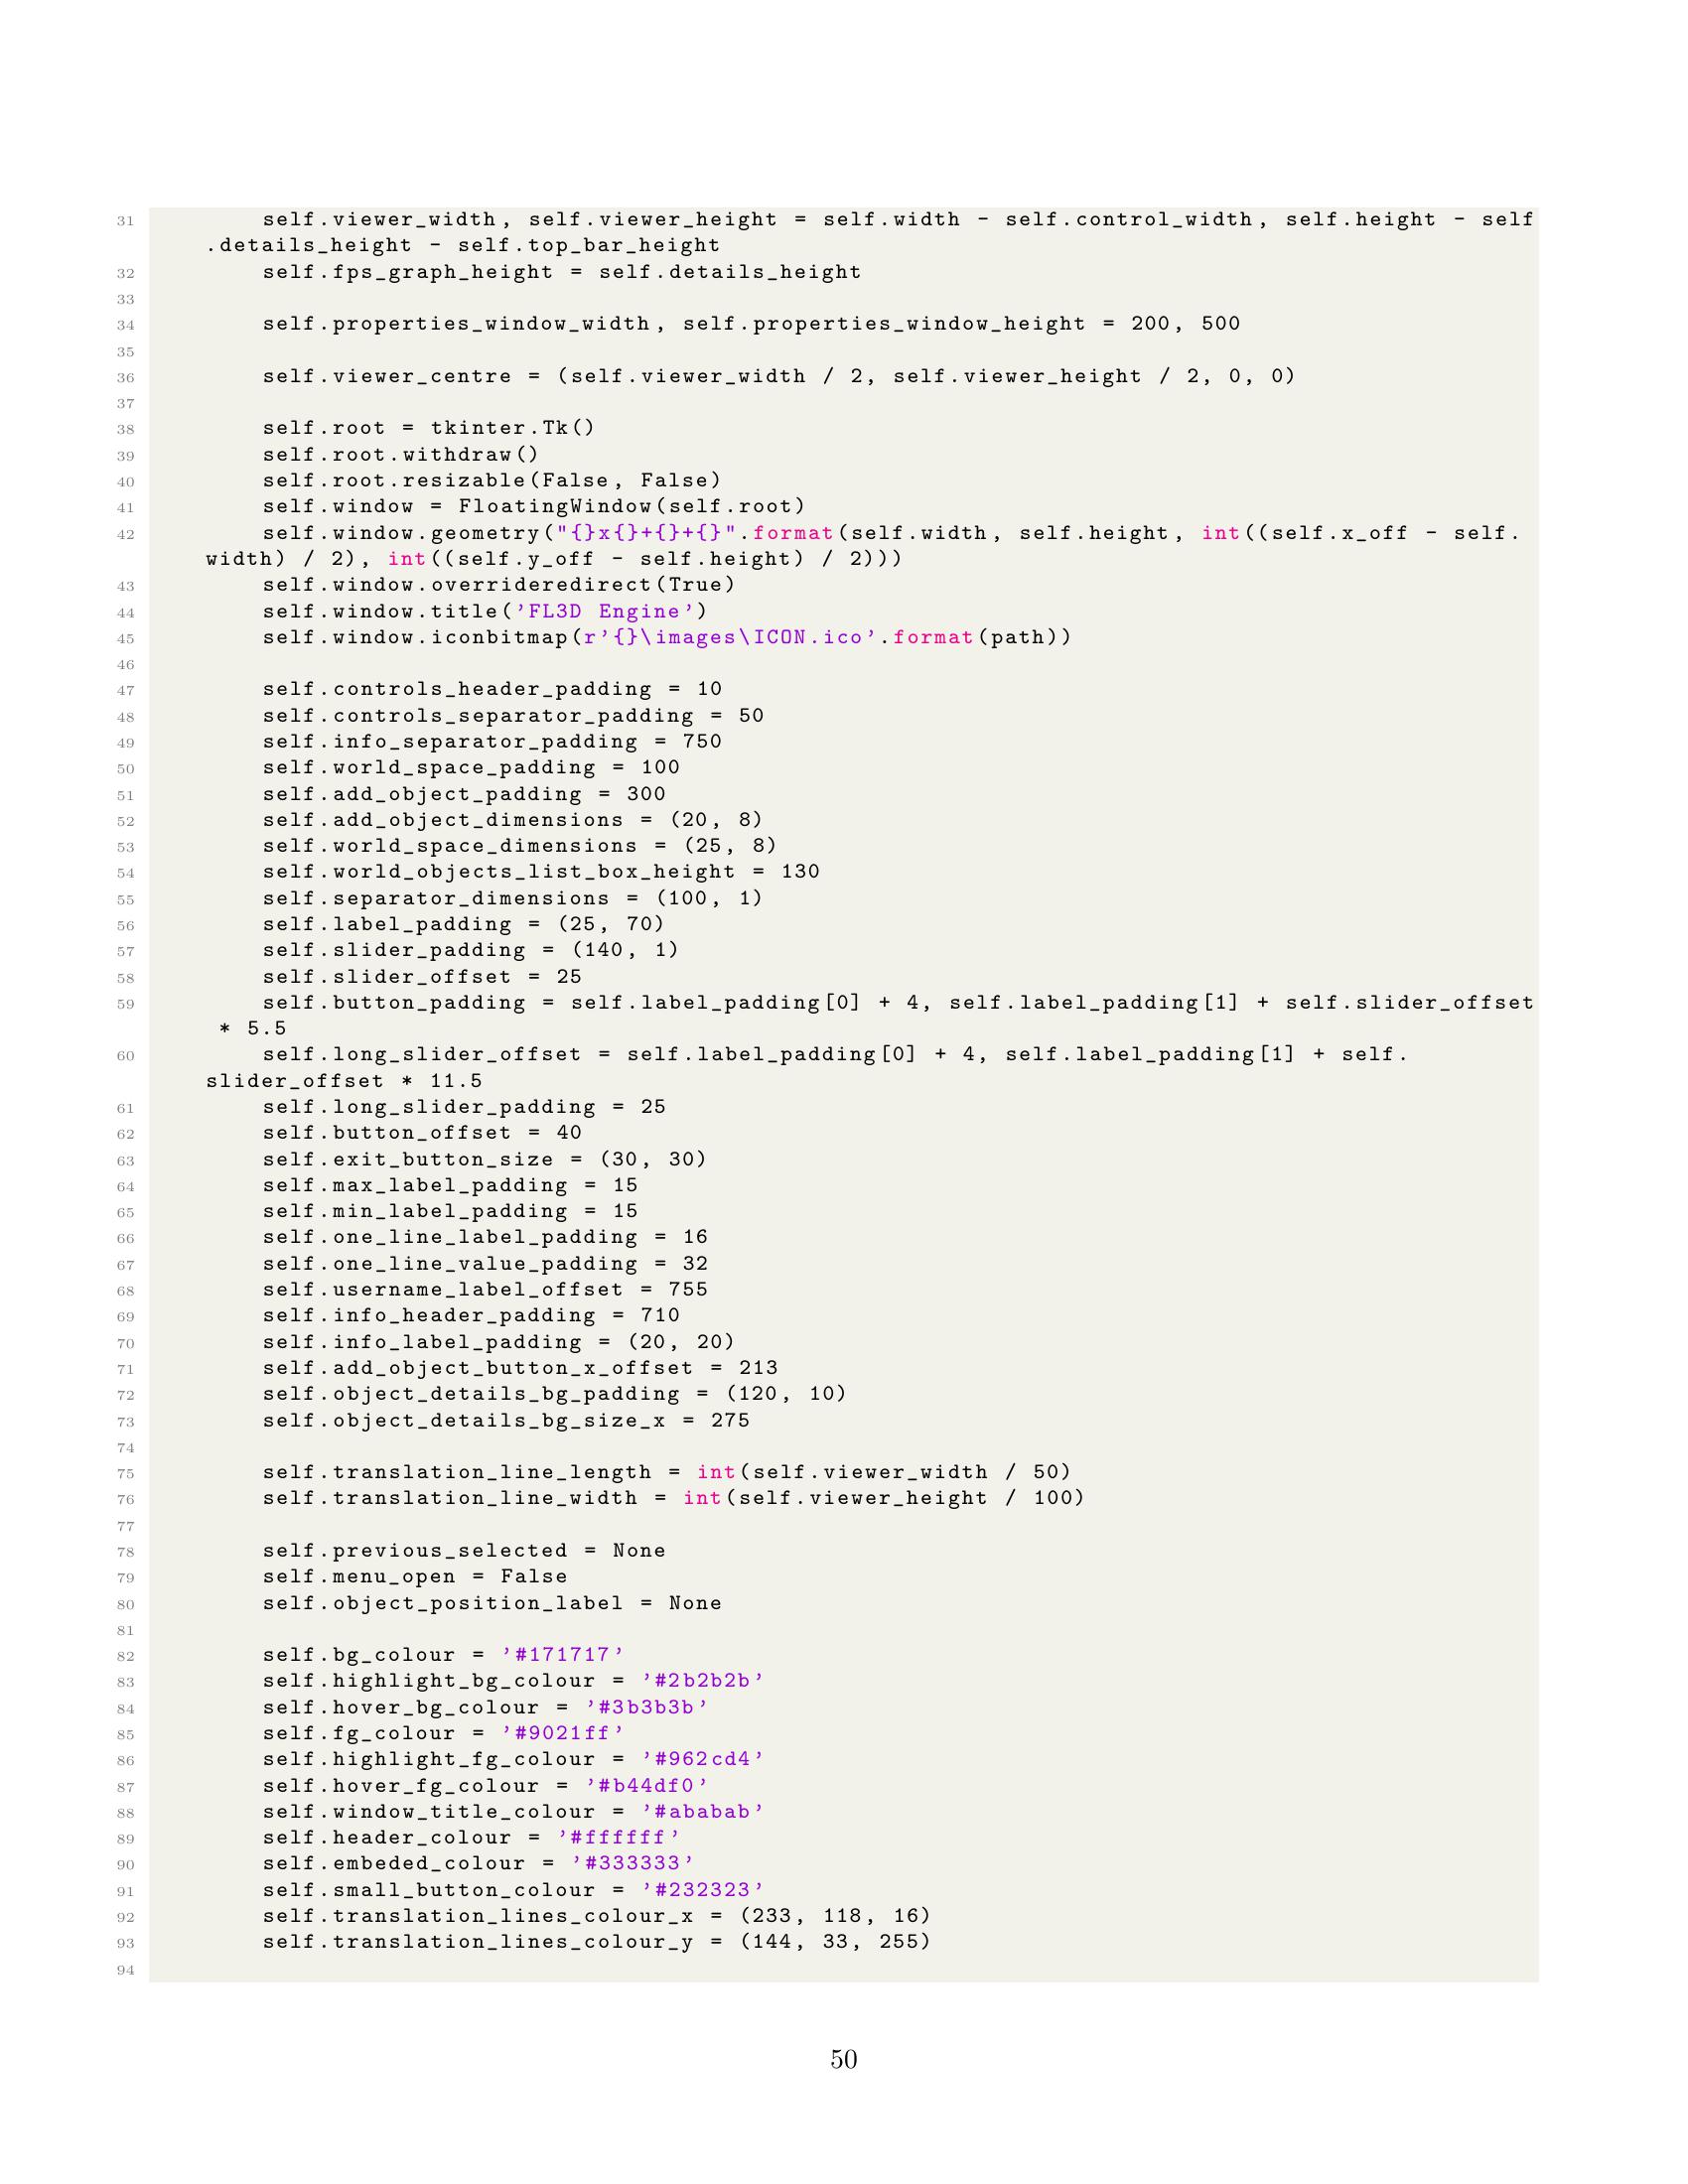 31 self.viewer_width, self.viewer_height = self.width - self.control_width, self.height - self
.details_height - self.top_bar_height
32 self.fps_graph_height = self.details_height
33
34 self.properties_window_width, self.properties_window_height = 200, 500
35
36 self.viewer_centre = (self.viewer_width / 2, self.viewer_height / 2, 0, 0)
37
38 self.root = tkinter.Tk()
39 self.root.withdraw()
40 self.root.resizable(False, False)
41 self.window = FloatingWindow(self.root)
42 self.window.geometry("{}x{}+{}+{}".format(self.width, self.height, int((self.x_off - self.
width) / 2), int((self.y_off - self.height) / 2)))
43 self.window.overrideredirect(True)
44 self.window.title('FL3D Engine')
45 self.window.iconbitmap(r'{}\images\ICON.ico'.format(path))
46
47 self.controls_header_padding = 10
48 self.controls_separator_padding = 50
49 self.info_separator_padding = 750
50 self.world_space_padding = 100
51 self.add_object_padding = 300
52 self.add_object_dimensions = (20, 8)
53 self.world_space_dimensions = (25, 8)
54 self.world_objects_list_box_height = 130
55 self.separator_dimensions = (100, 1)
56 self.label_padding = (25, 70)
57 self.slider_padding = (140, 1)
58 self.slider_offset = 25
59 self.button_padding = self.label_padding[0] + 4, self.label_padding[1] + self.slider_offset
* 5.5
60 self.long_slider_offset = self.label_padding[0] + 4, self.label_padding[1] + self.
slider_offset * 11.5
61 self.long_slider_padding = 25
62 self.button_offset = 40
63 self.exit_button_size = (30, 30)
64 self.max_label_padding = 15
65 self.min_label_padding = 15
66 self.one_line_label_padding = 16
67 self.one_line_value_padding = 32
68 self.username_label_offset = 755
69 self.info_header_padding = 710
70 self.info_label_padding = (20, 20)
71 self.add_object_button_x_offset = 213
72 self.object_details_bg_padding = (120, 10)
73 self.object_details_bg_size_x = 275
74
75 self.translation_line_length = int(self.viewer_width / 50)
76 self.translation_line_width = int(self.viewer_height / 100)
77
78 self.previous_selected = None
79 self.menu_open = False
80 self.object_position_label = None
81
82 self.bg_colour = '#171717'
83 self.highlight_bg_colour = '#2b2b2b'
84 self.hover_bg_colour = '#3b3b3b'
85 self.fg_colour = '#9021ff'
86 self.highlight_fg_colour = '#962cd4'
87 self.hover_fg_colour = '#b44df0'
88 self.window_title_colour = '#ababab'
89 self.header_colour = '#ffffff'
90 self.embeded_colour = '#333333'
91 self.small_button_colour = '#232323'
92 self.translation_lines_colour_x = (233, 118, 16)
93 self.translation_lines_colour_y = (144, 33, 255)
94
50